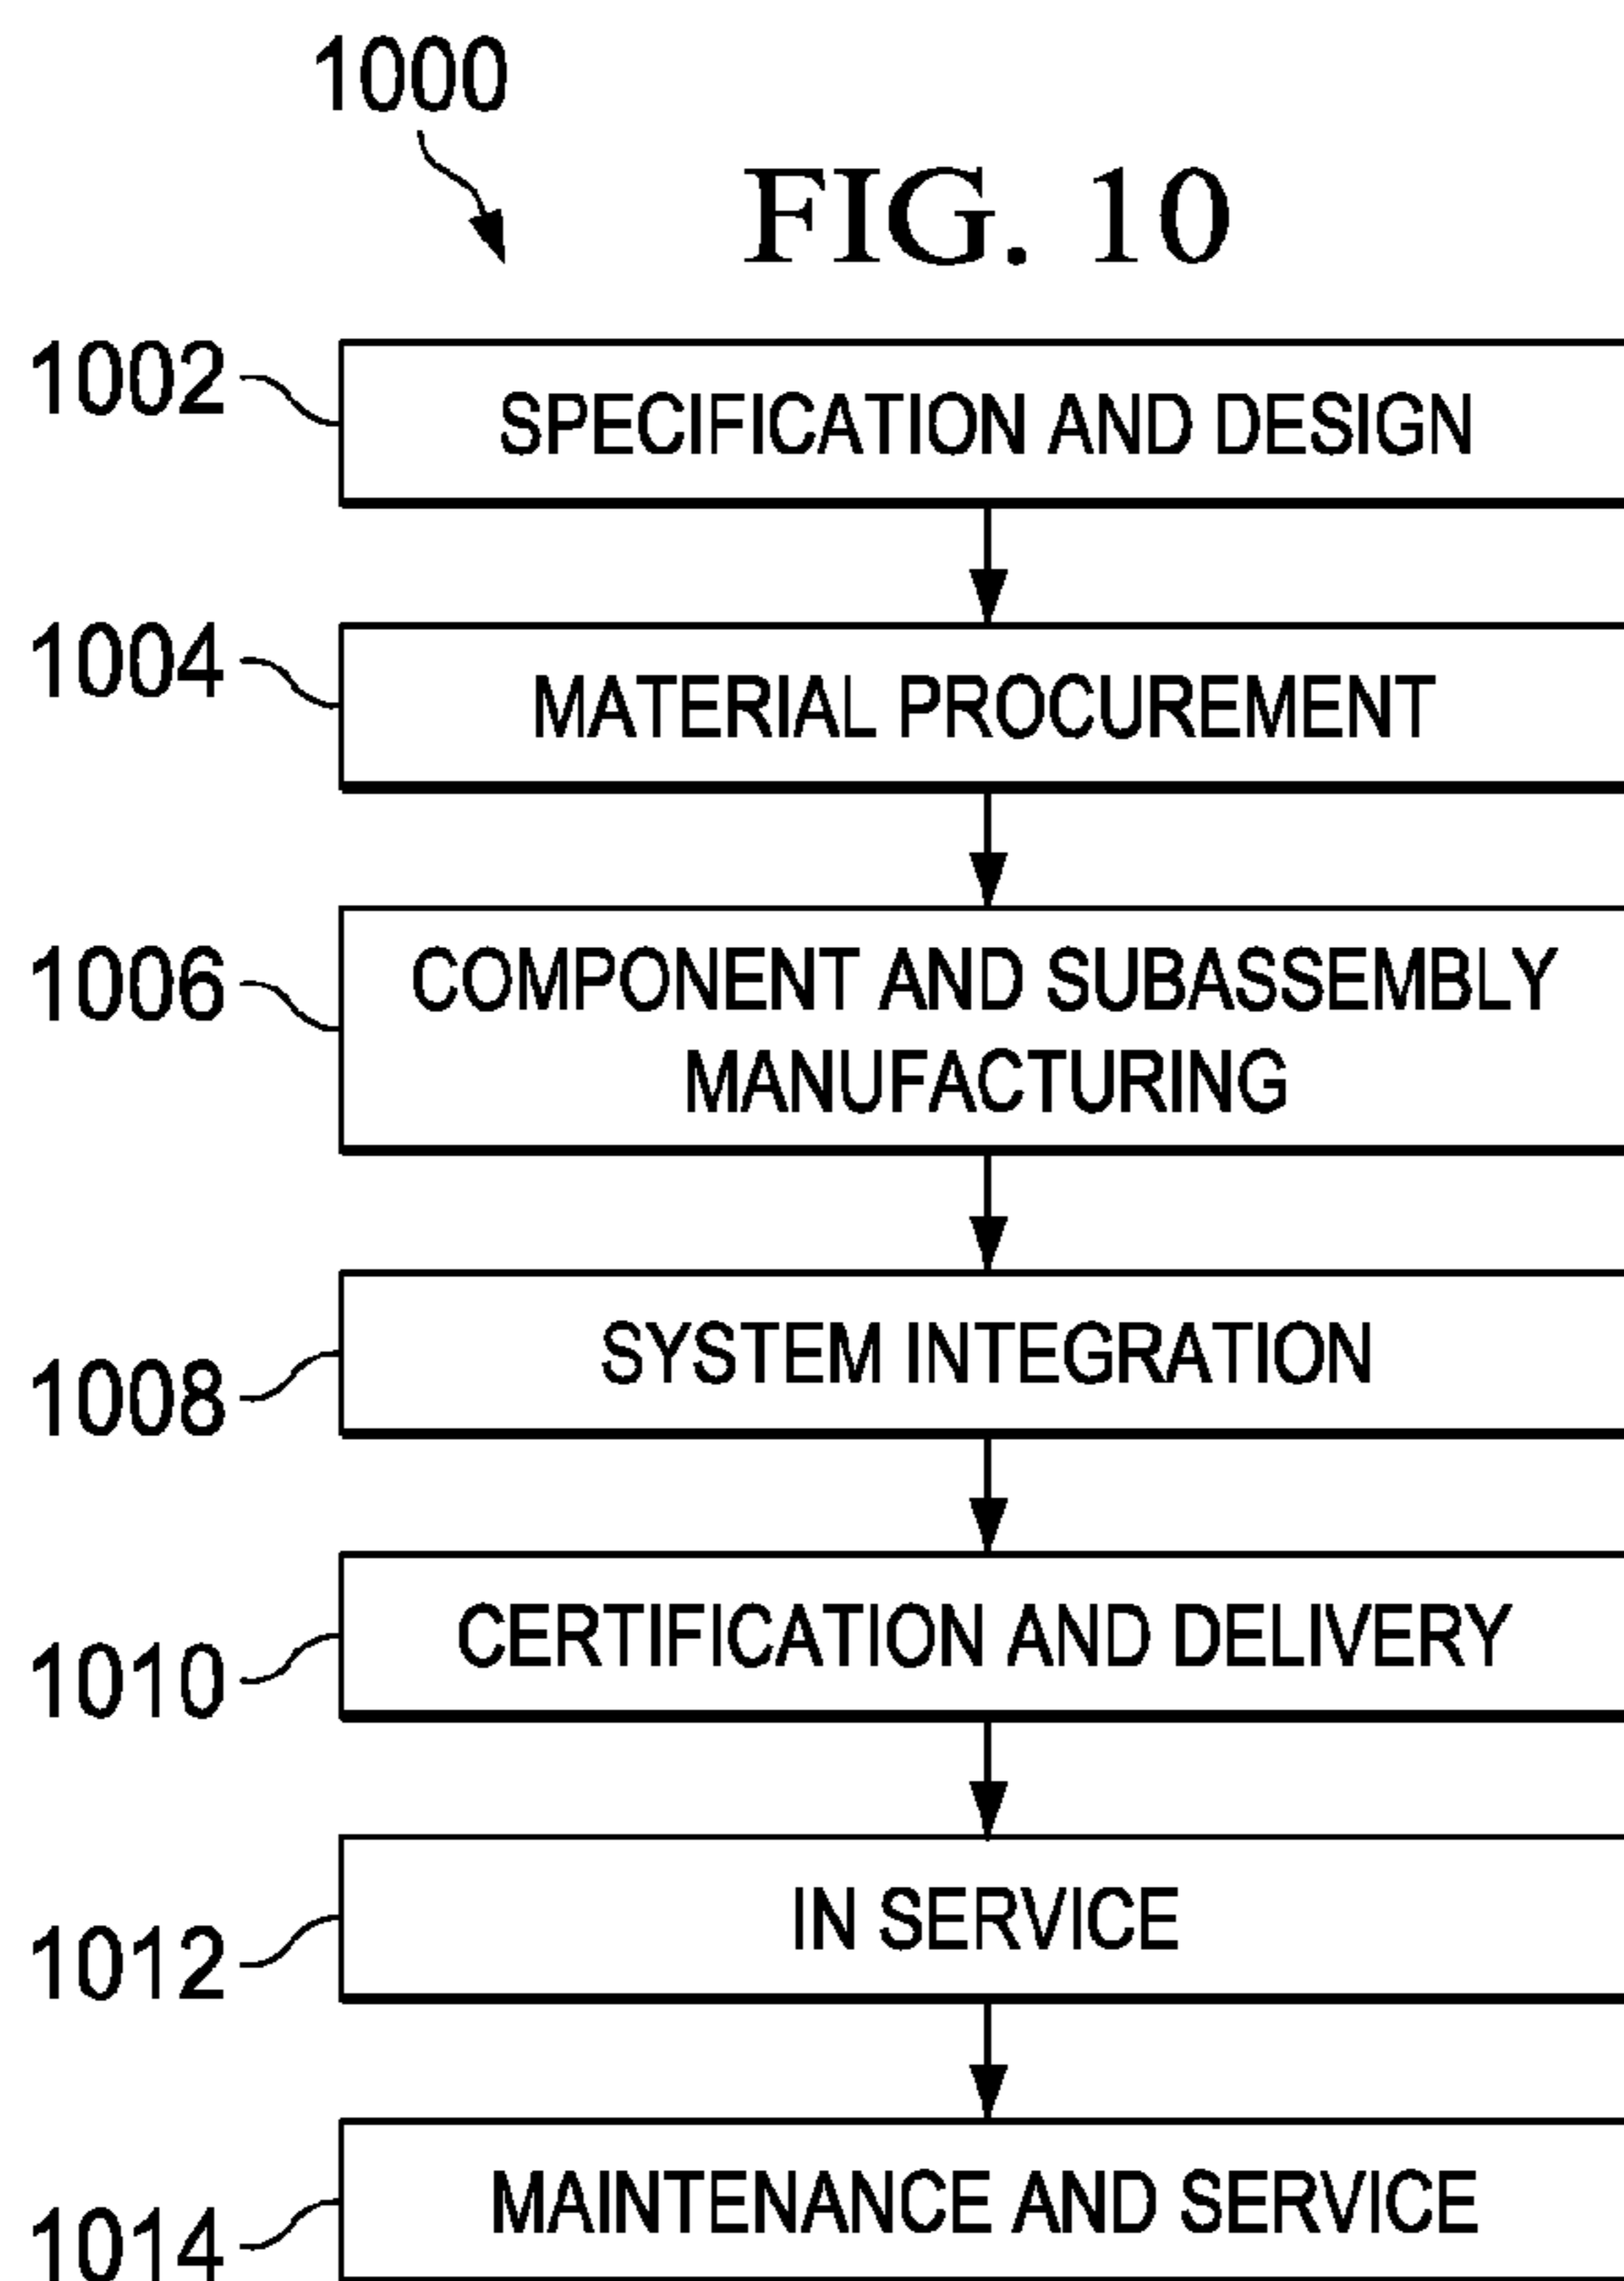 1000
FIG. 10
1002
SPECIFICATION AND DESIGN
1004
MATERIAL PROCUREMENT
1006
COMPONENT AND SUBASSEMBLY
MANUFACTURING
1008
SYSTEM INTEGRATION
1010
CERTIFICATION AND DELIVERY
1012
IN SERVICE
1014
MAINTENANCE AND SERVICE